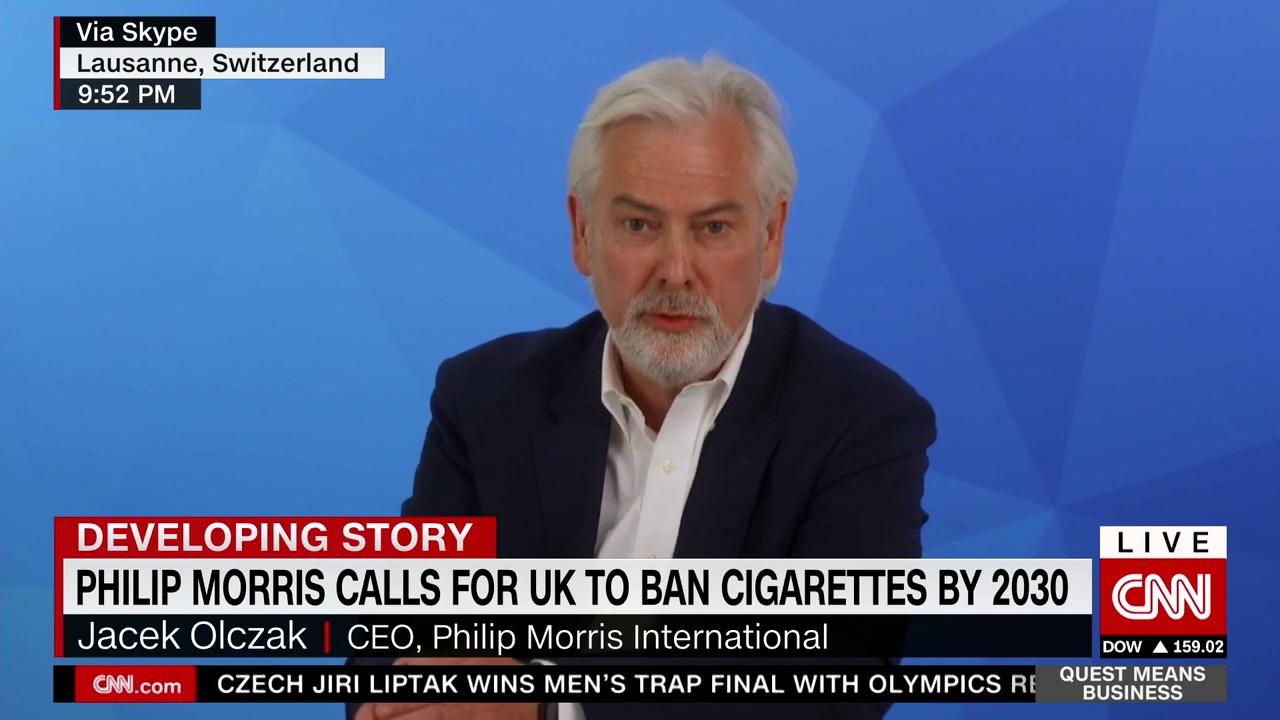 Via Skype
Lausanne, Switzerland
9:52 PM
DEVELOPING STORY
PHILIP MORRIS CALLS FOR UK TO BAN CIGARETTES BY 2030
Jacek Olczak | CEO, Philip Morris International
LIVE
CNN
DOW ▲ 159.02
CNN.com
CZECH JIRI LIPTAK WINS MEN'S TRAP FINAL WITH OLYMPICS
QUEST MEANS
BUSINESS